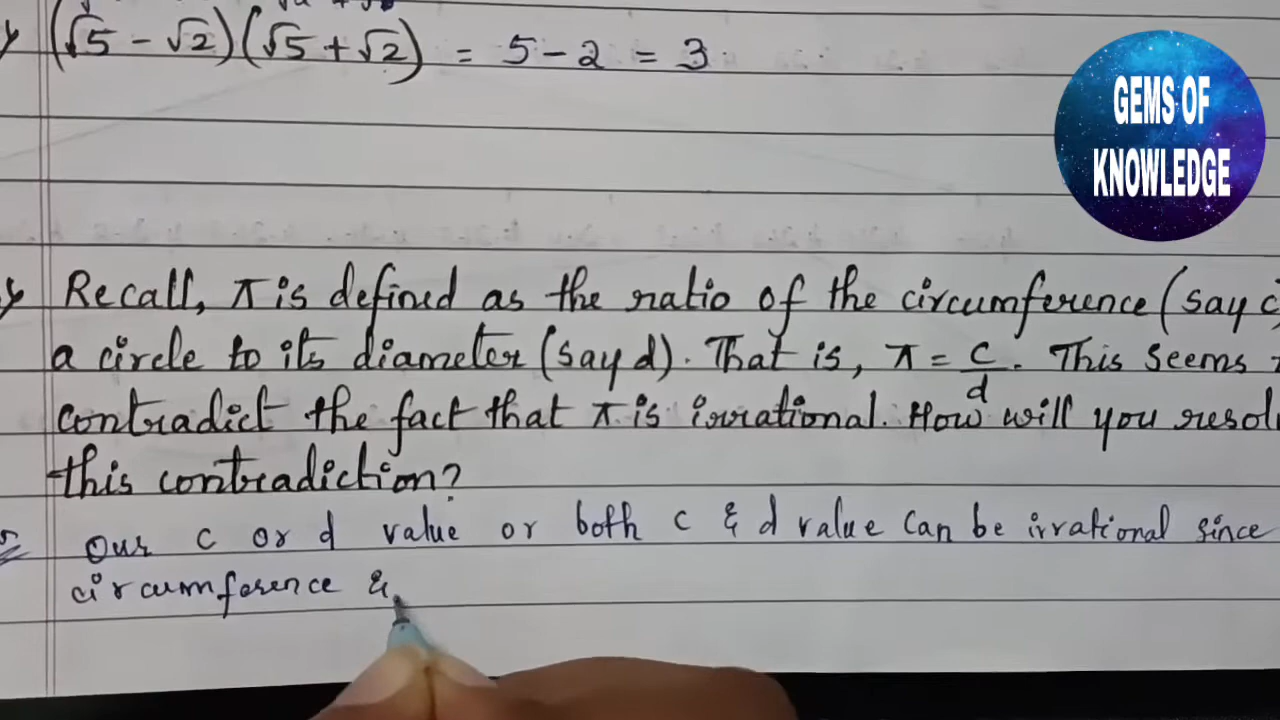 (√5 - √2)(√5 + √2) = 5 - 2 = 3
GEMS OF
KNOWLEDGE
Recall, π is defined as the ratio of the circumference (say c
a circle to its diameter (say d). That is, π = c/d. This seems
contradict the fact that π is irrational. How will you resol
this contradiction?
Our c or d value or both c & d value can be irrational since
circumference &